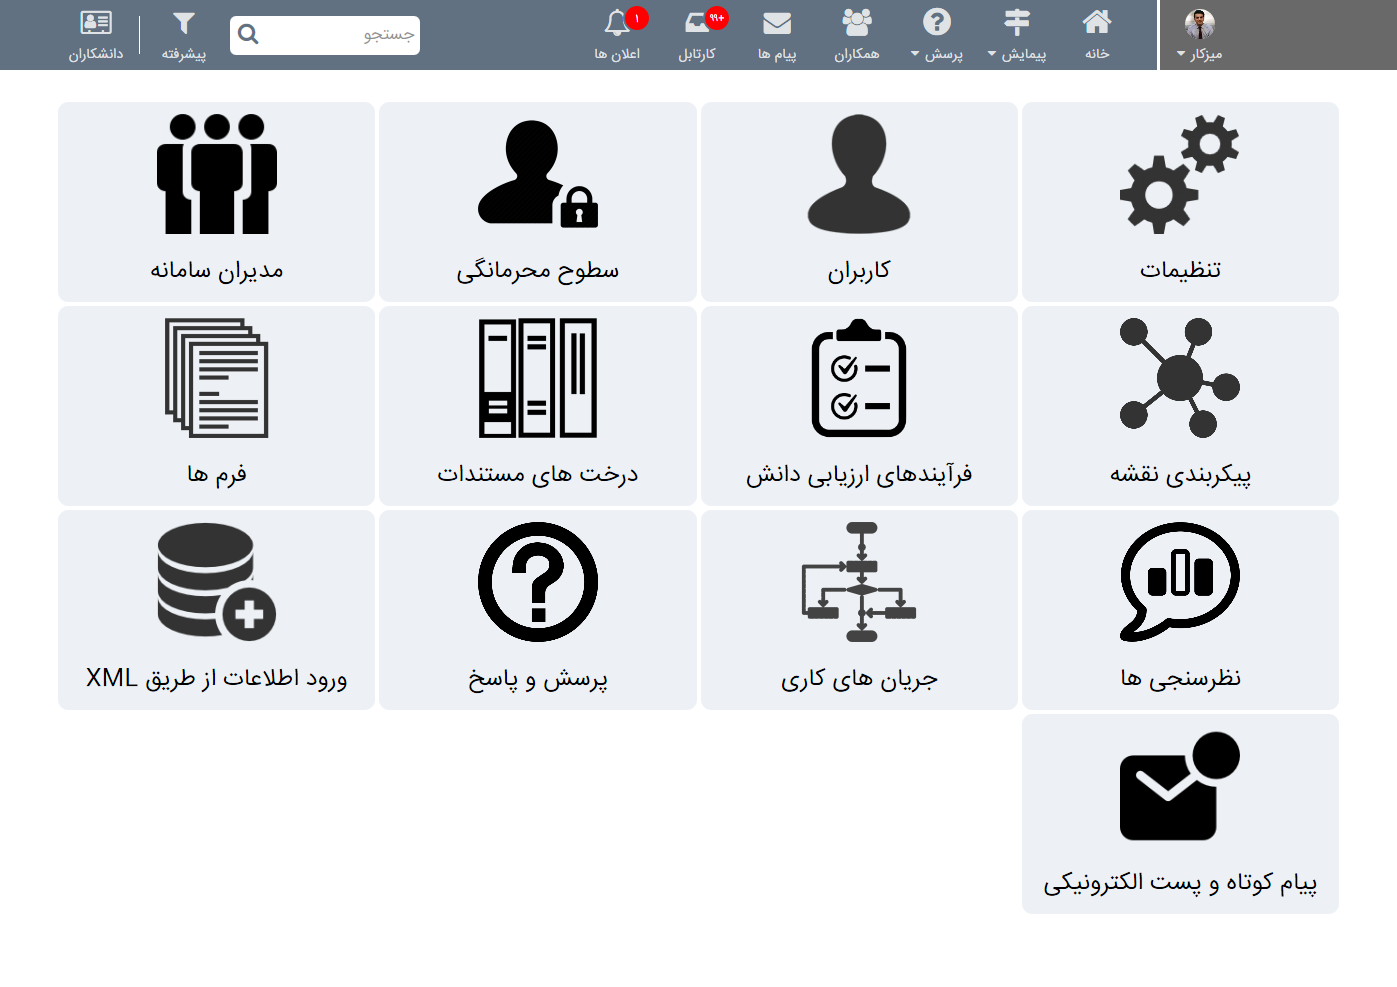 میزکار
خانه
پیمایش
پرسش
همکاران
پیام ها
کارتابل
+۹۹
اعلان ها
۱
جستجو
پیشرفته
دانشکاران
تنظیمات
کاربران
سطوح محرمانگی
مدیران سامانه
پیکربندی نقشه
فرآیندهای ارزیابی دانش
درخت های مستندات
فرم ها
نظرسنجی ها
جریان های کاری
پرسش و پاسخ
ورود اطلاعات از طریق XML
پیام کوتاه و پست الکترونیکی